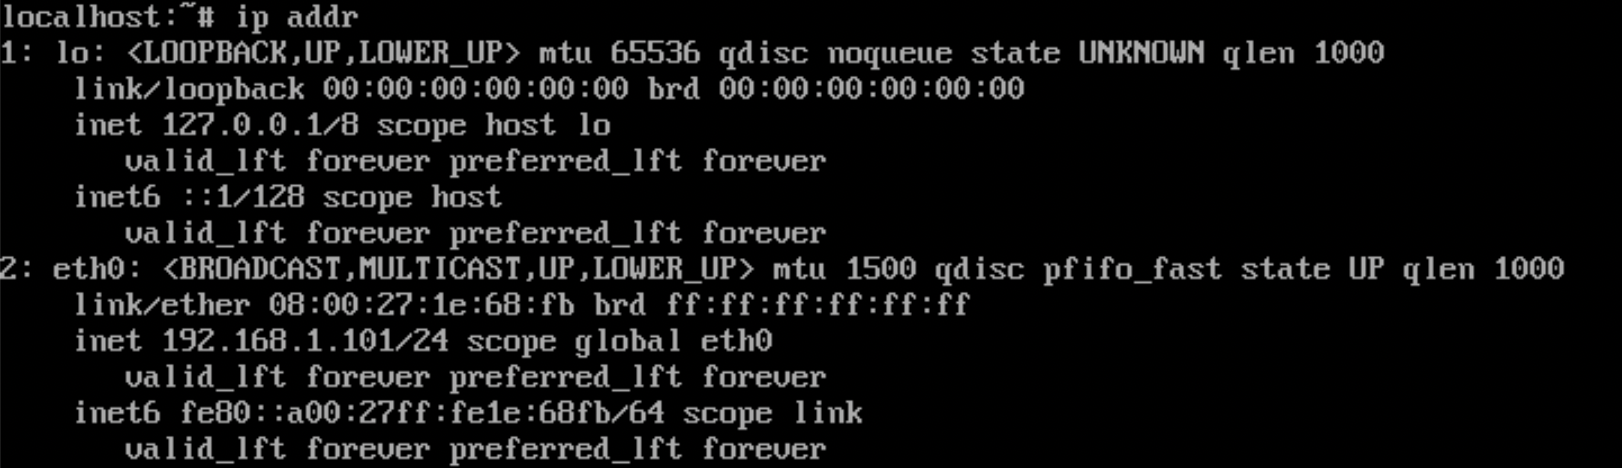 localhost:~# ip addr
1: lo: <LOOPBACK,UP,LOWER_UP> mtu 65536 qdisc noqueue state UNKNOWN qlen 1000
    link/loopback 00:00:00:00:00:00 brd 00:00:00:00:00:00
    inet 127.0.0.1/8 scope host lo
       valid_lft forever preferred_lft forever
    inet6 ::1/128 scope host
       valid_lft forever preferred_lft forever
2: eth0: <BROADCAST,MULTICAST,UP,LOWER_UP> mtu 1500 qdisc pfifo_fast state UP qlen 1000
    link/ether 08:00:27:1e:68:fb brd ff:ff:ff:ff:ff:ff
    inet 192.168.1.101/24 scope global eth0
       valid_lft forever preferred_lft forever
    inet6 fe80::a00:27ff:fe1e:68fb/64 scope link
       valid_lft forever preferred_lft forever